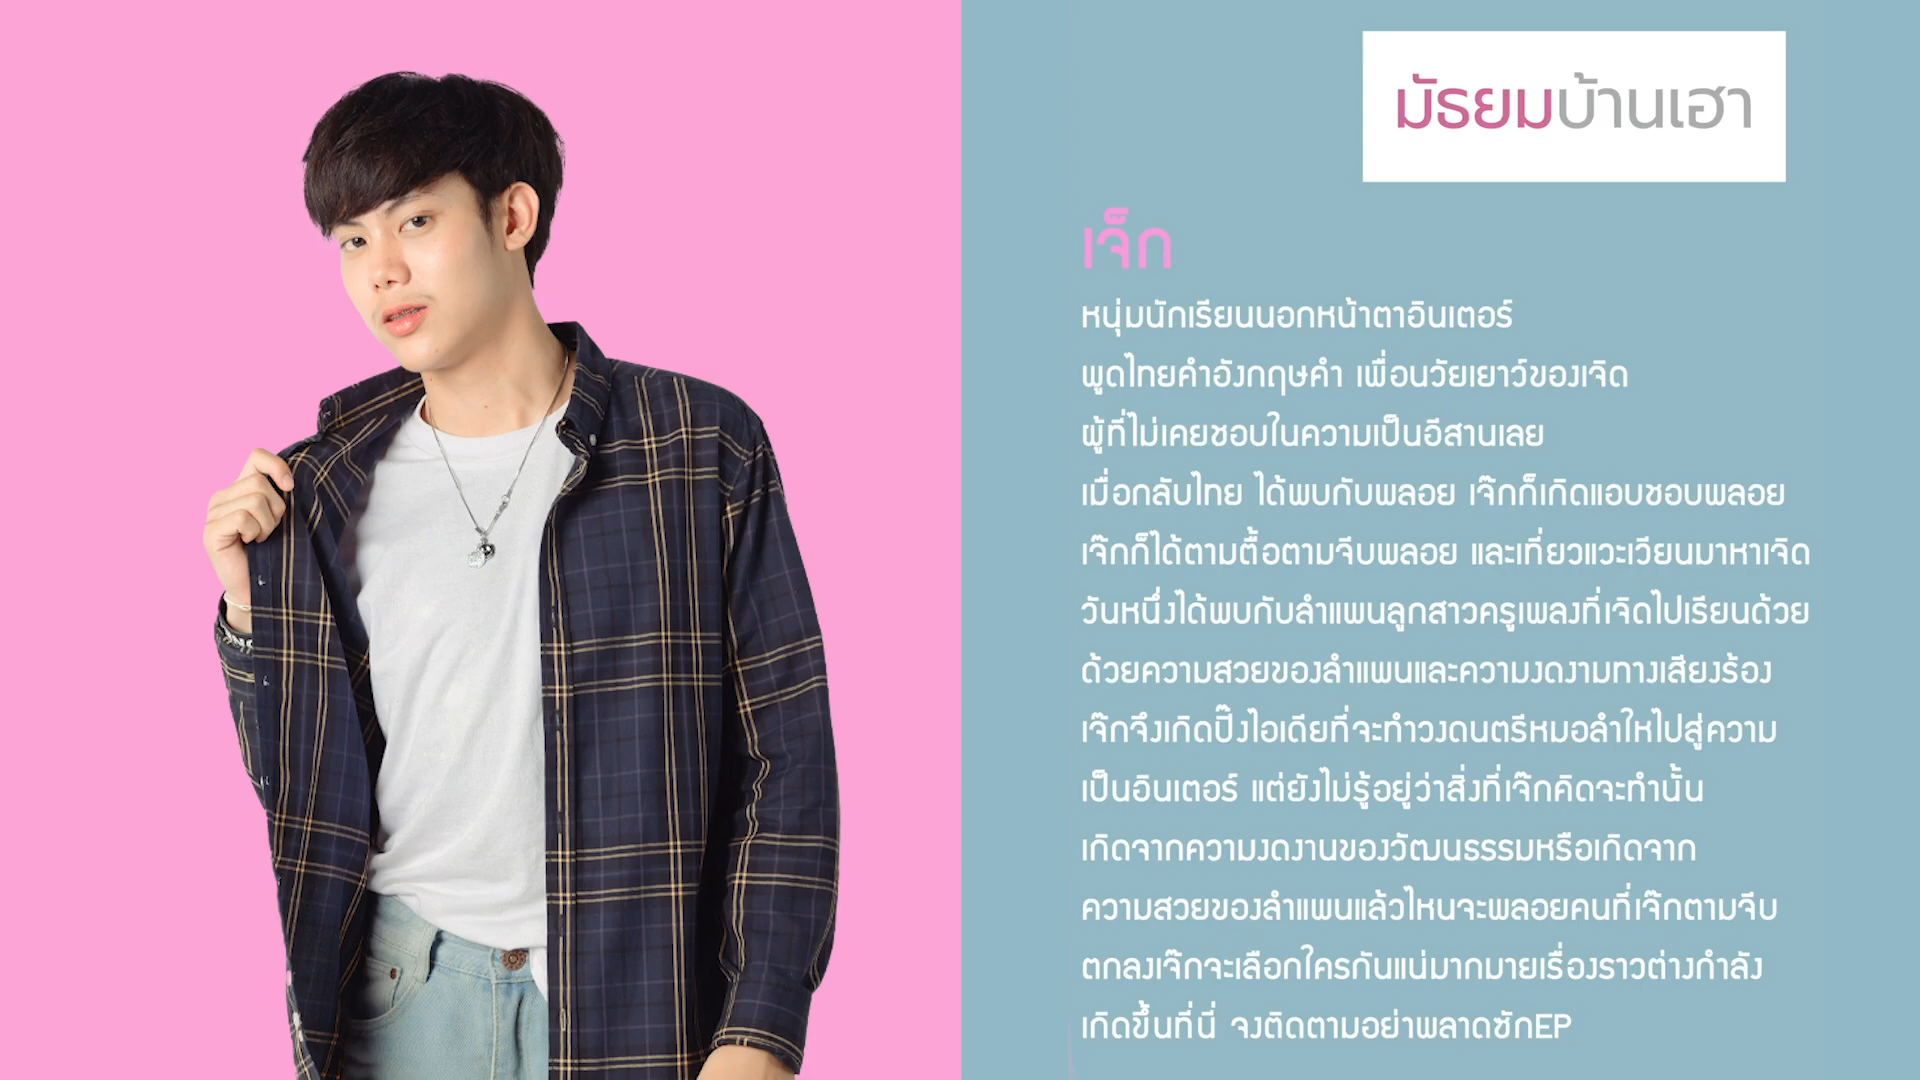 มัธยมบ้านเฮา
เจ็ก
หนุ่มนักเรียนนอกหน้าตาอินเตอร์
พูดไทยคำอังกฤษคำ เพื่อนวัยเยาว์ของเจิด
ผู้ที่ไม่เคยชอบในความเป็นอีสานเลย
เมื่อกลับไทย ได้พบกับพลอย เจ๊กก็เกิดแอบชอบพลอย
เจ๊กก็ได้ตามตื้อตามจีบพลอย และเที่ยวแวะเวียนมาหาเจิด
วันหนึ่งได้พบกับลำแพนลูกสาวครูเพลงที่เจิดไปเรียนด้วย
ด้วยความสวยของลำแพนและความงดงามทางเสียงร้อง
เจ๊กจึงเกิดปิ๊งไอเดียที่จะทำวงดนตรีหมอลำให้ไปสู่ความ
เป็นอินเตอร์ แต่ยังไม่รู้อยู่ว่าสิ่งที่เจ๊กคิดจะทำนั้น
เกิดจากความงดงานของวัฒนธรรมหรือเกิดจาก
ความสวยของลำแพนแล้วไหนจะพลอยคนที่เจ๊กตามจีบ
ตกลงเจ๊กจะเลือกใครกันแน่มากมายเรื่องราวต่างกำลัง
เกิดขึ้นที่นี่ จงติดตามอย่าพลาดซักEP